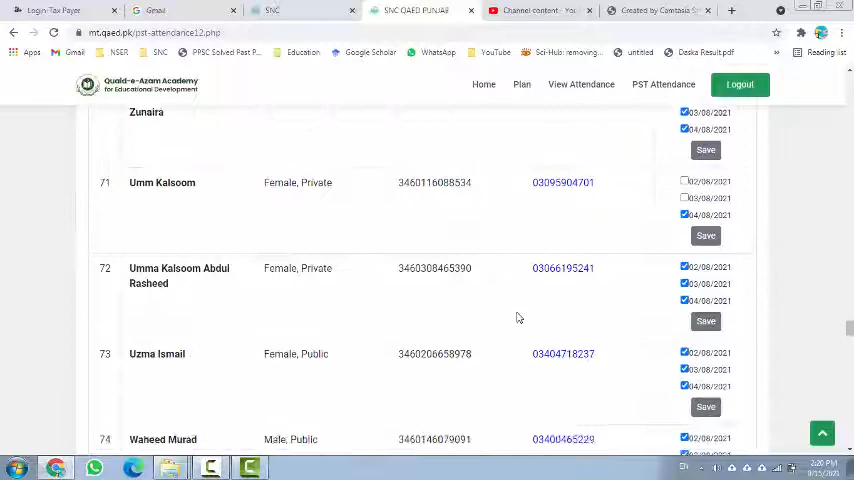 Login-Tax Payer
Gmail
SNC
SNC QAED PUNJAB
Channel content - You
Created by Camtasia St
mt.qaed.pk/pst-attendance12.php
Apps
Gmail
NSER
SNC
PPSC Solved Past P...
Education
Google Scholar
WhatsApp
YouTube
Sci-Hub: removing...
گلوبل
Daska Result.pdf
Reading list
Quaid-e-Azam Academy
for Educational Development
Home
Plan
View Attendance
PST Attendance
Logout
Zunaira
03/08/2021
04/08/2021
Save
71 Umm Kalsoom Female, Private 3460116088534 03095904701
02/08/2021
03/08/2021
04/08/2021
Save
72 Umma Kalsoom Abdul Female, Private 3460308465390 03066195241
Rasheed
02/08/2021
03/08/2021
04/08/2021
Save
73 Uzma Ismail Female, Public 3460206658978 03404718237
02/08/2021
03/08/2021
04/08/2021
Save
74 Waheed Murad Male, Public 3460146079091 03400465229
02/08/2021
EN
2:20 PM
9/15/2021